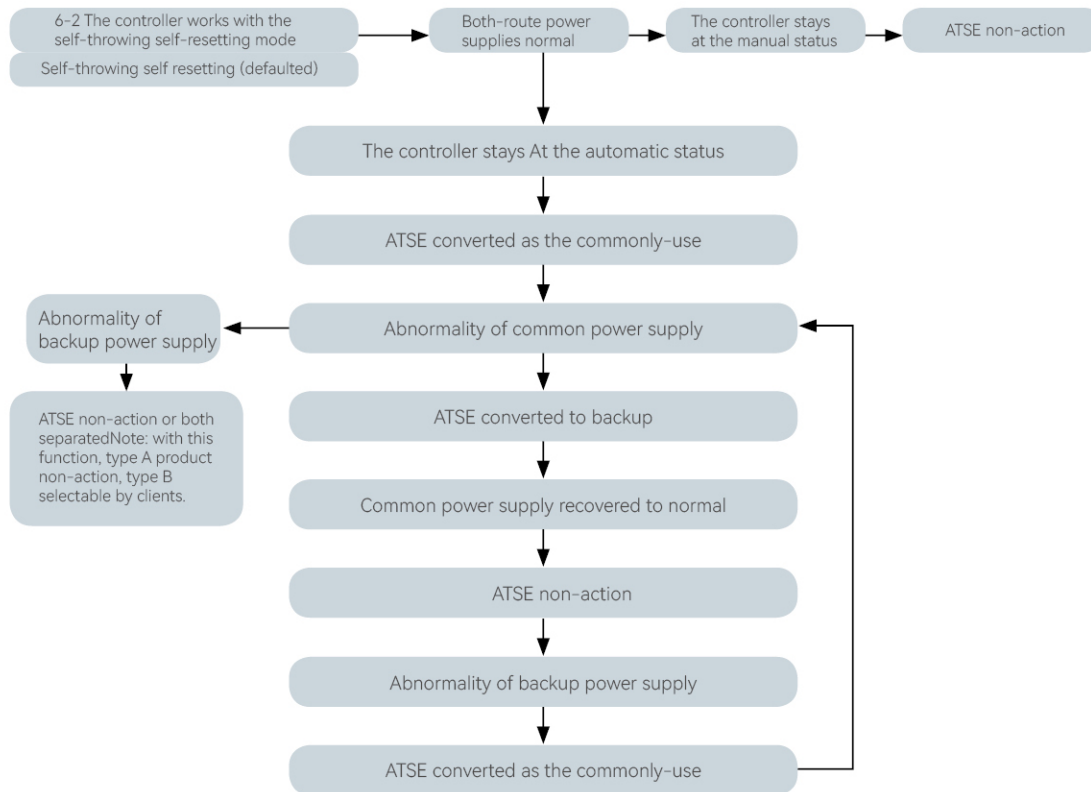 6-2 The controller works with the
self-throwing self-resetting mode
Self-throwing self resetting (defaulted)
Both-route power
supplies normal
The controller stays
at the manual status
ATSE non-action
The controller stays At the automatic status
ATSE converted as the commonly-use
Abnormality of common power supply
Abnormality of
backup power supply
ATSE non-action or both
separatedNote: with this
function, type A product
non-action, type B
selectable by clients.
ATSE converted to backup
Common power supply recovered to normal
ATSE non-action
Abnormality of backup power supply
ATSE converted as the commonly-use